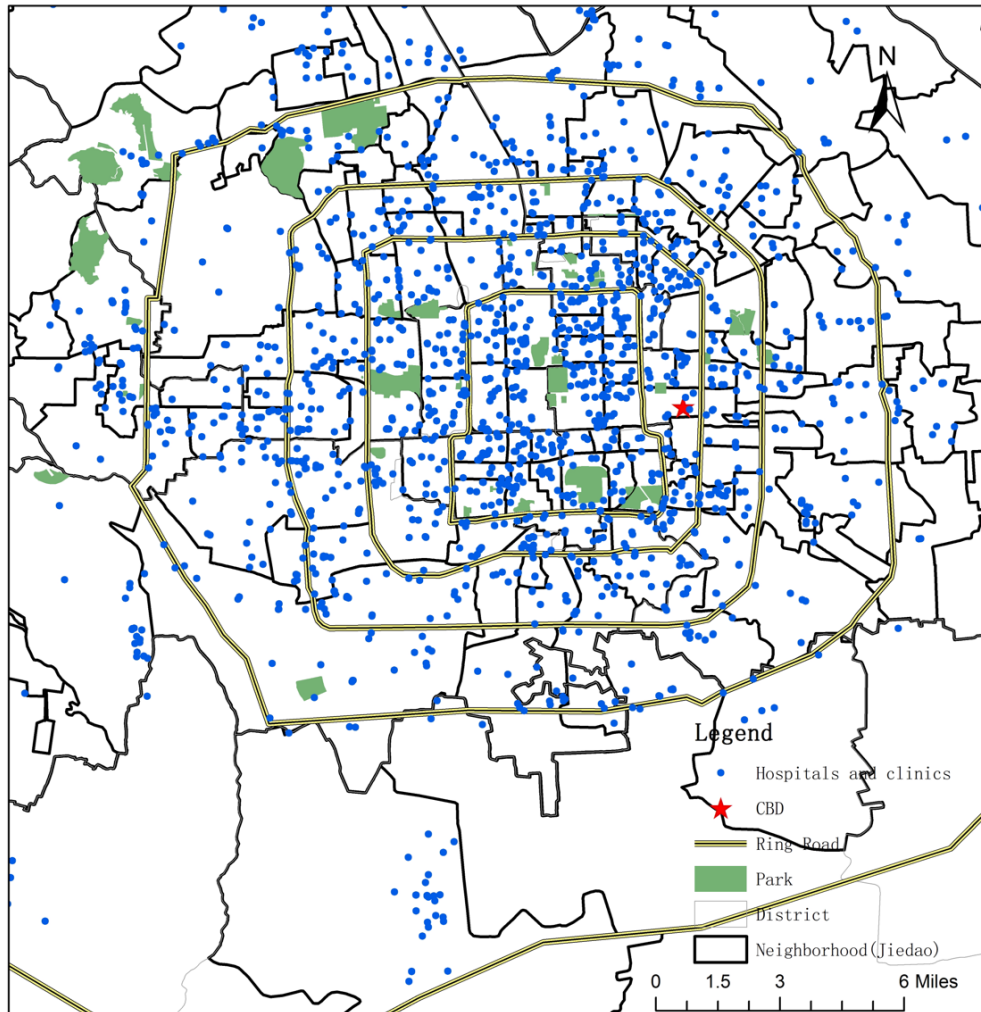 N
Legend
Hospitals and clinics
CBD
Ring Road
Park
District
Neighborhood(Jiedao)
0 1.5 3 6 Miles